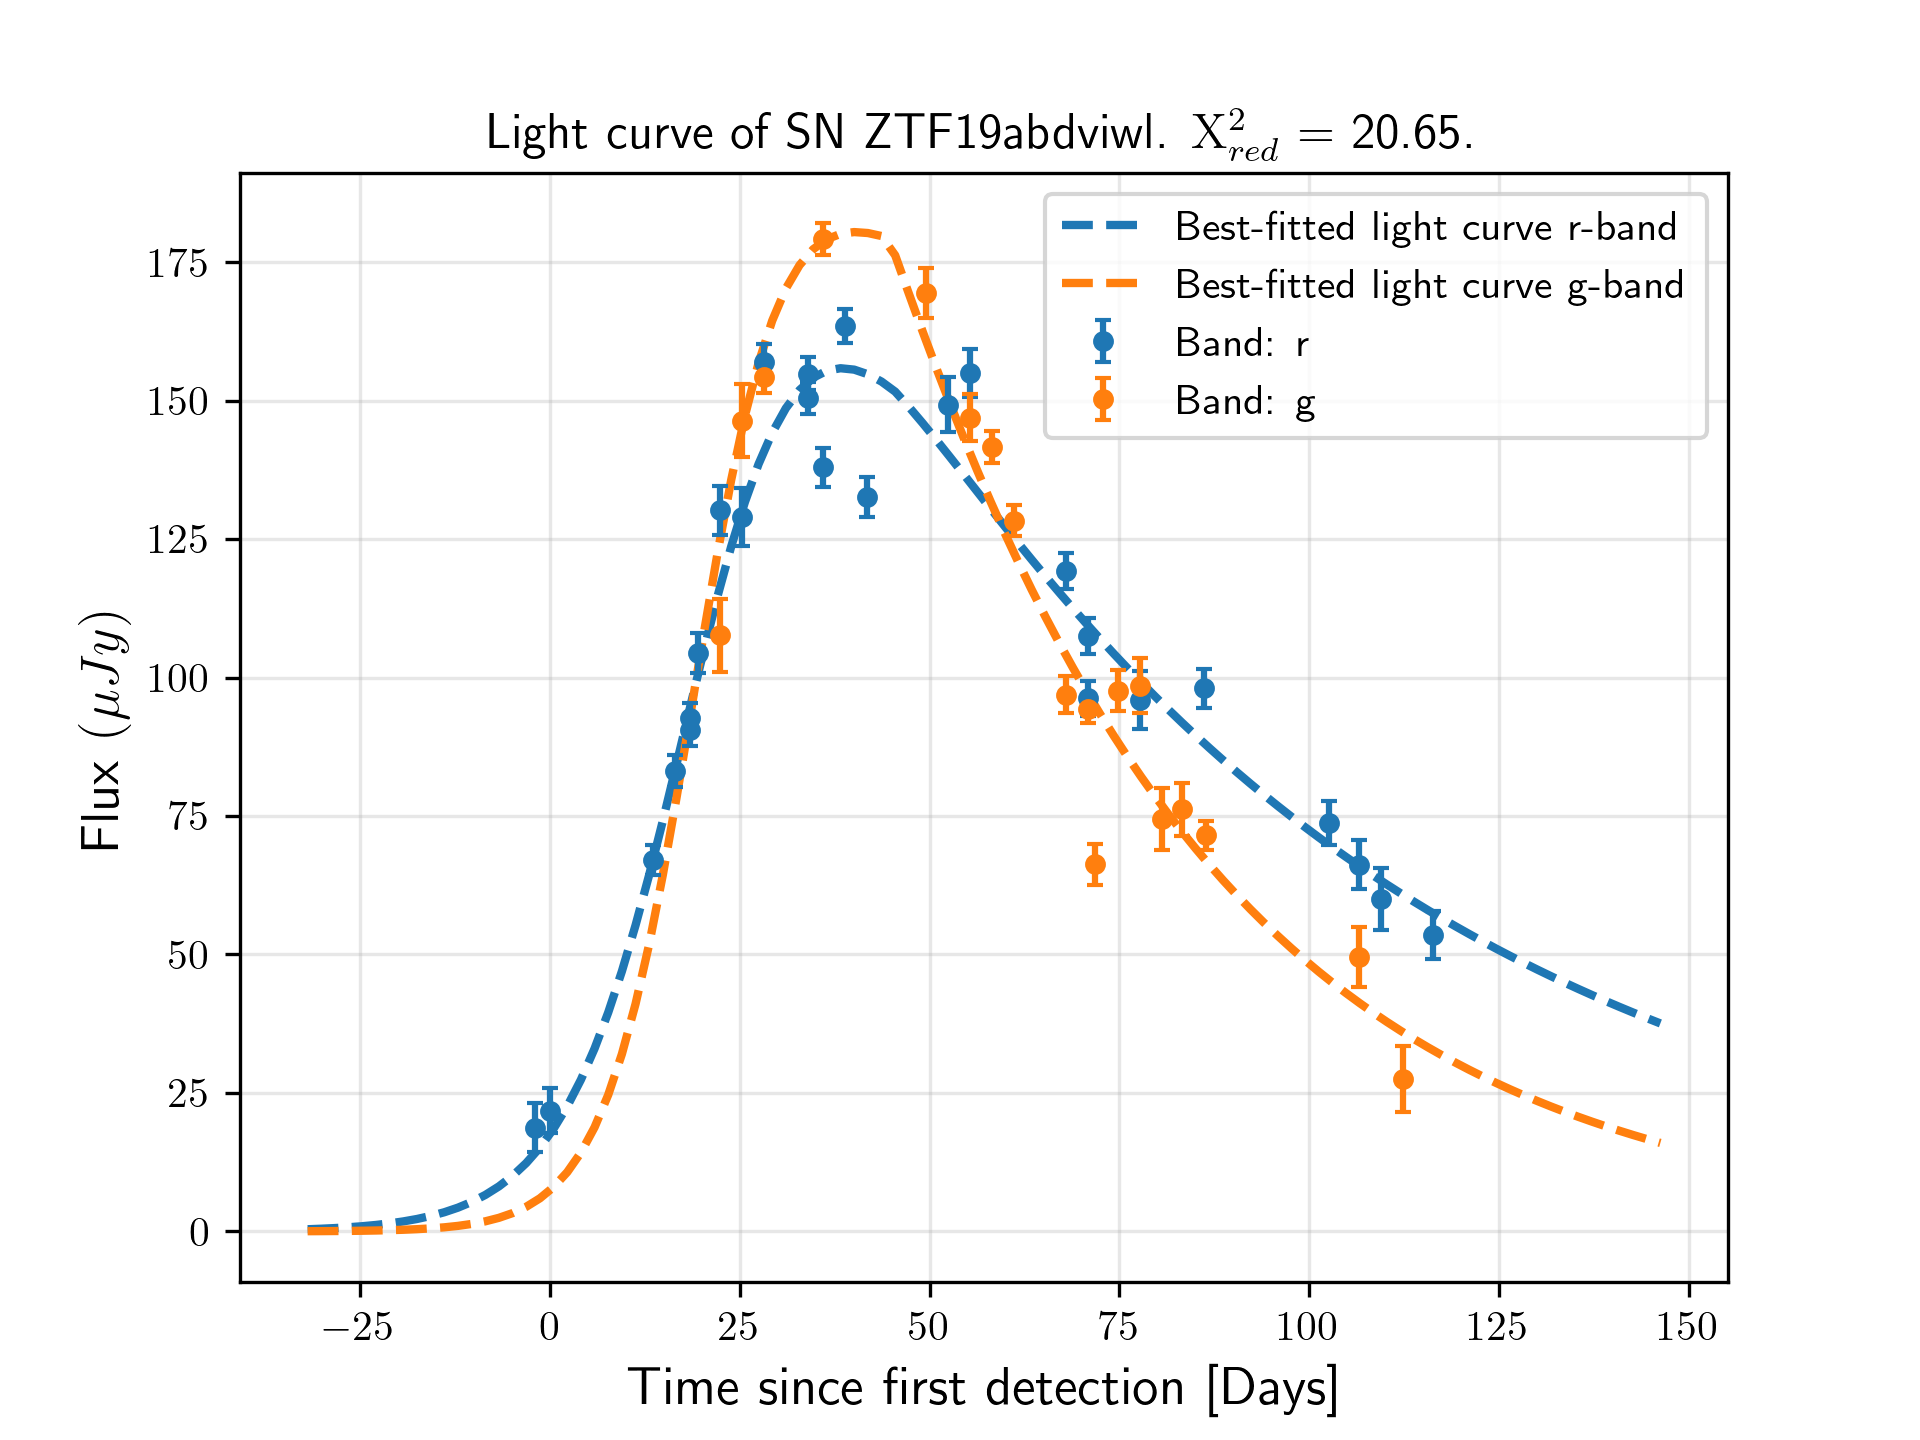 Light curve of SN ZTF19abdviwl. X²_red = 20.65.
Best-fitted light curve r-band
Best-fitted light curve g-band
Band: r
Band: g
175
150
125
100
75
50
25
0
Flux (μJy)
−25 0 25 50 75 100 125 150
Time since first detection [Days]